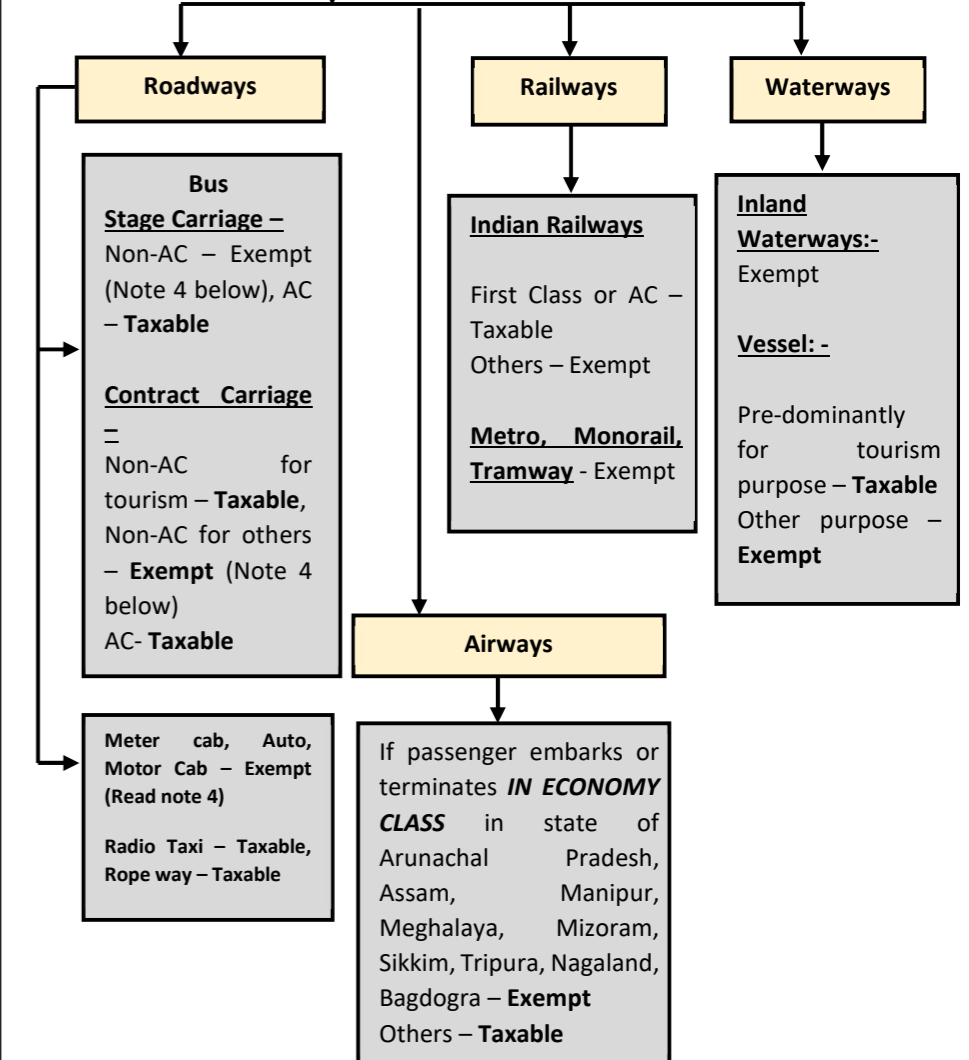 Roadways
Railways
Waterways
Bus
Stage Carriage –
Non-AC – Exempt
(Note 4 below), AC
– Taxable
Contract Carriage
–
Non-AC for
tourism – Taxable,
Non-AC for others
– Exempt (Note 4
below)
AC- Taxable
Meter cab, Auto,
Motor Cab – Exempt
(Read note 4)
Radio Taxi – Taxable,
Rope way – Taxable
Indian Railways
First Class or AC –
Taxable
Others – Exempt
Metro, Monorail,
Tramway - Exempt
Inland
Waterways:-
Exempt
Vessel: -
Pre-dominantly
for tourism
purpose – Taxable
Other purpose –
Exempt
Airways
If passenger embarks or
terminates IN ECONOMY
CLASS in state of
Arunachal Pradesh,
Assam, Manipur,
Meghalaya, Mizoram,
Sikkim, Tripura, Nagaland,
Bagdogra – Exempt
Others – Taxable